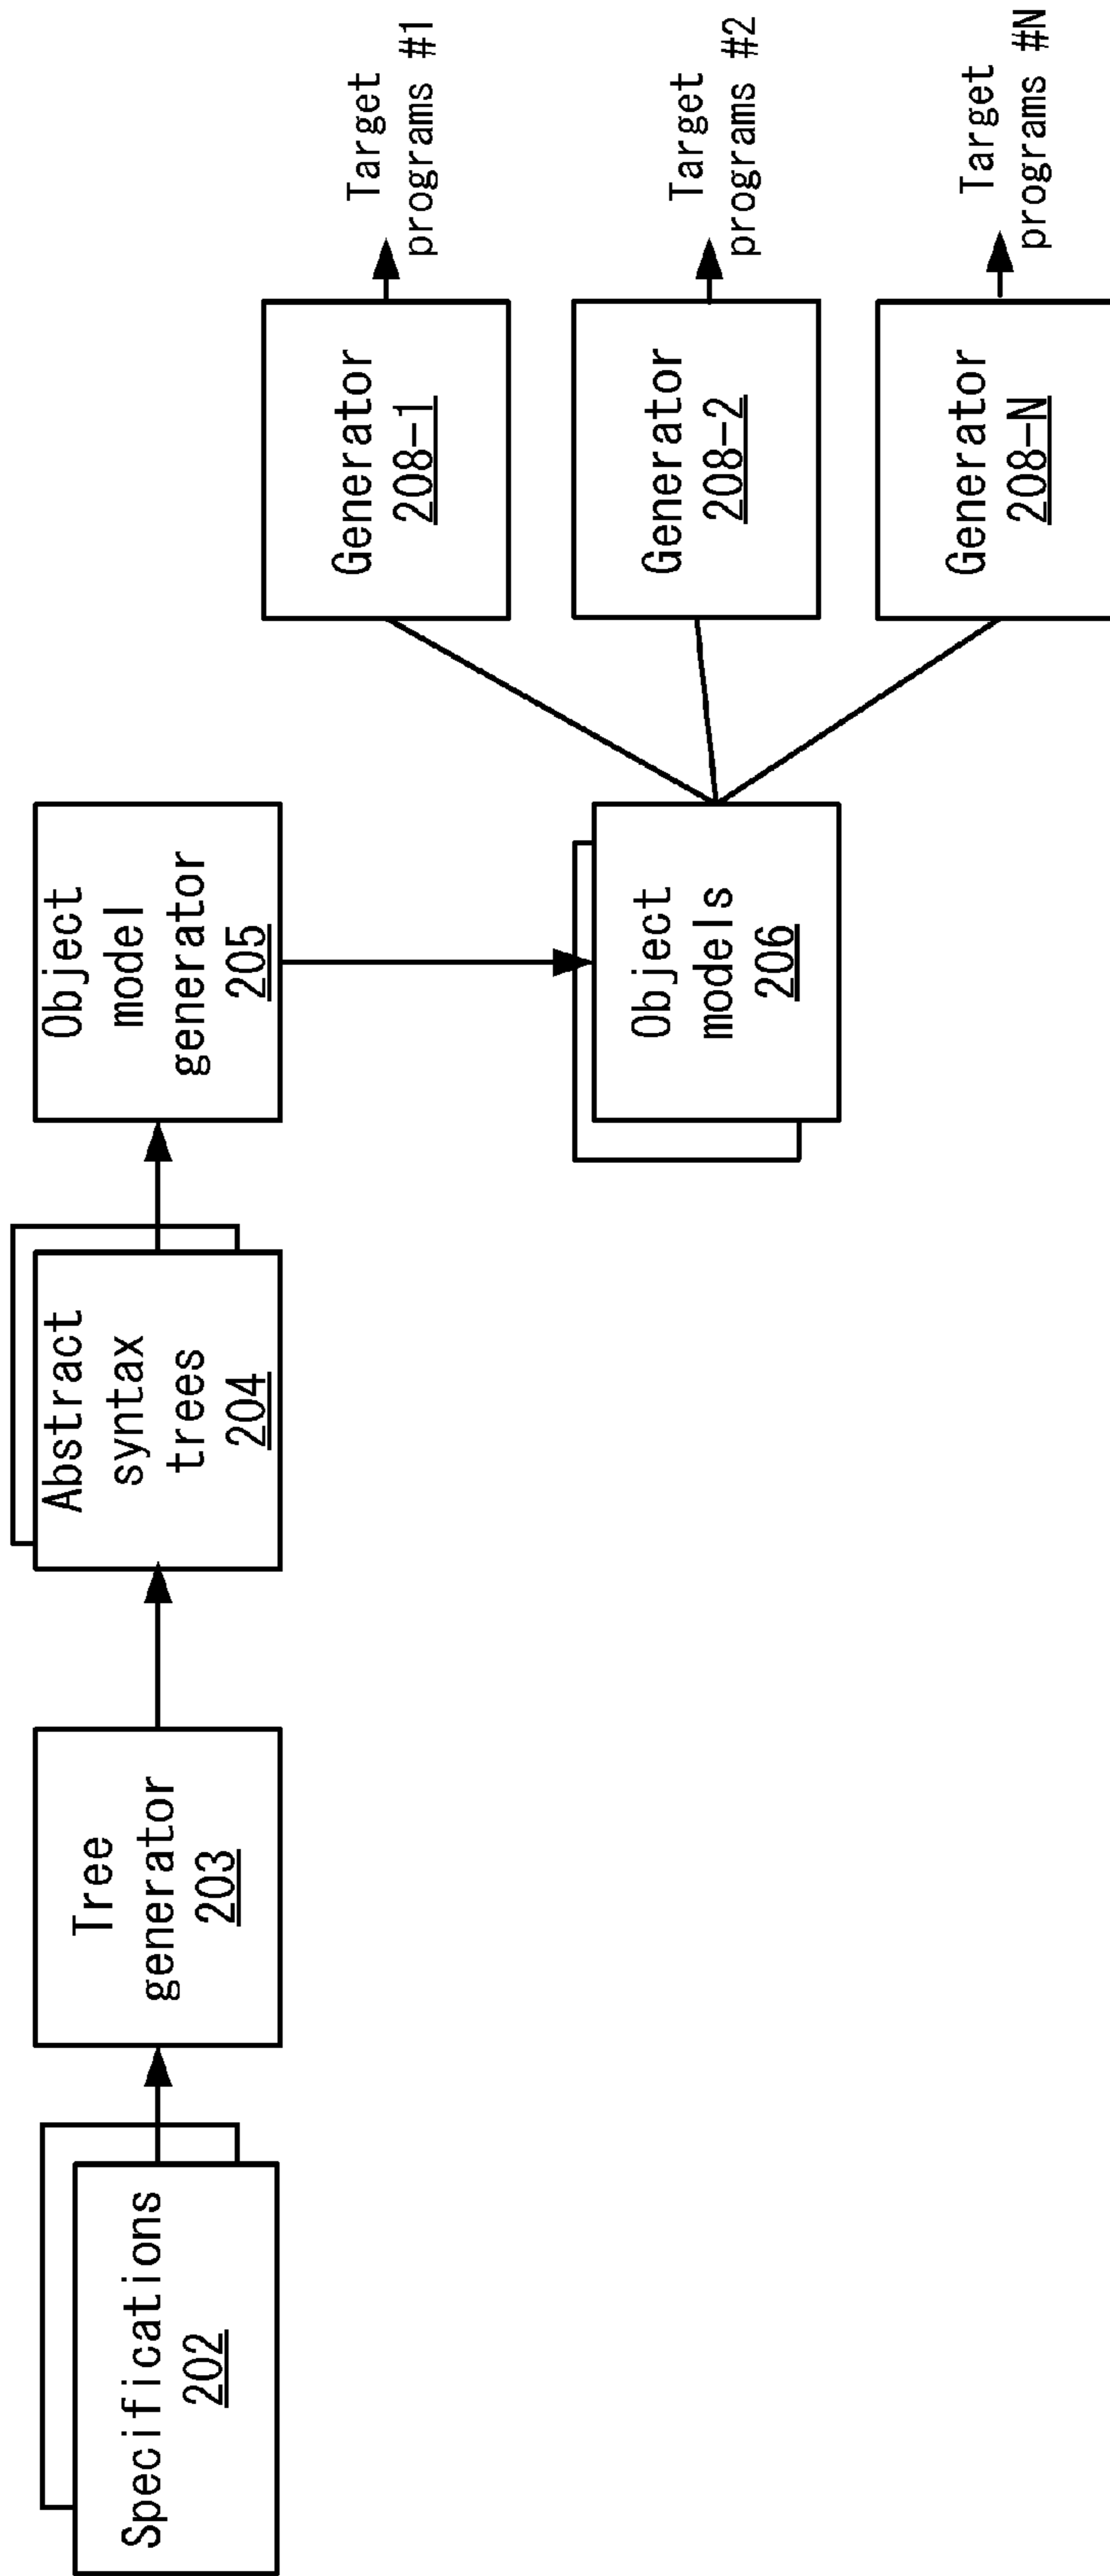 Specifications
202
Tree
generator
203
Abstract
syntax
trees
204
Object
model
generator
205
Object
models
206
Generator
208-1
Target
programs #1
Generator
208-2
Target
programs #2
Generator
208-N
Target
programs #N